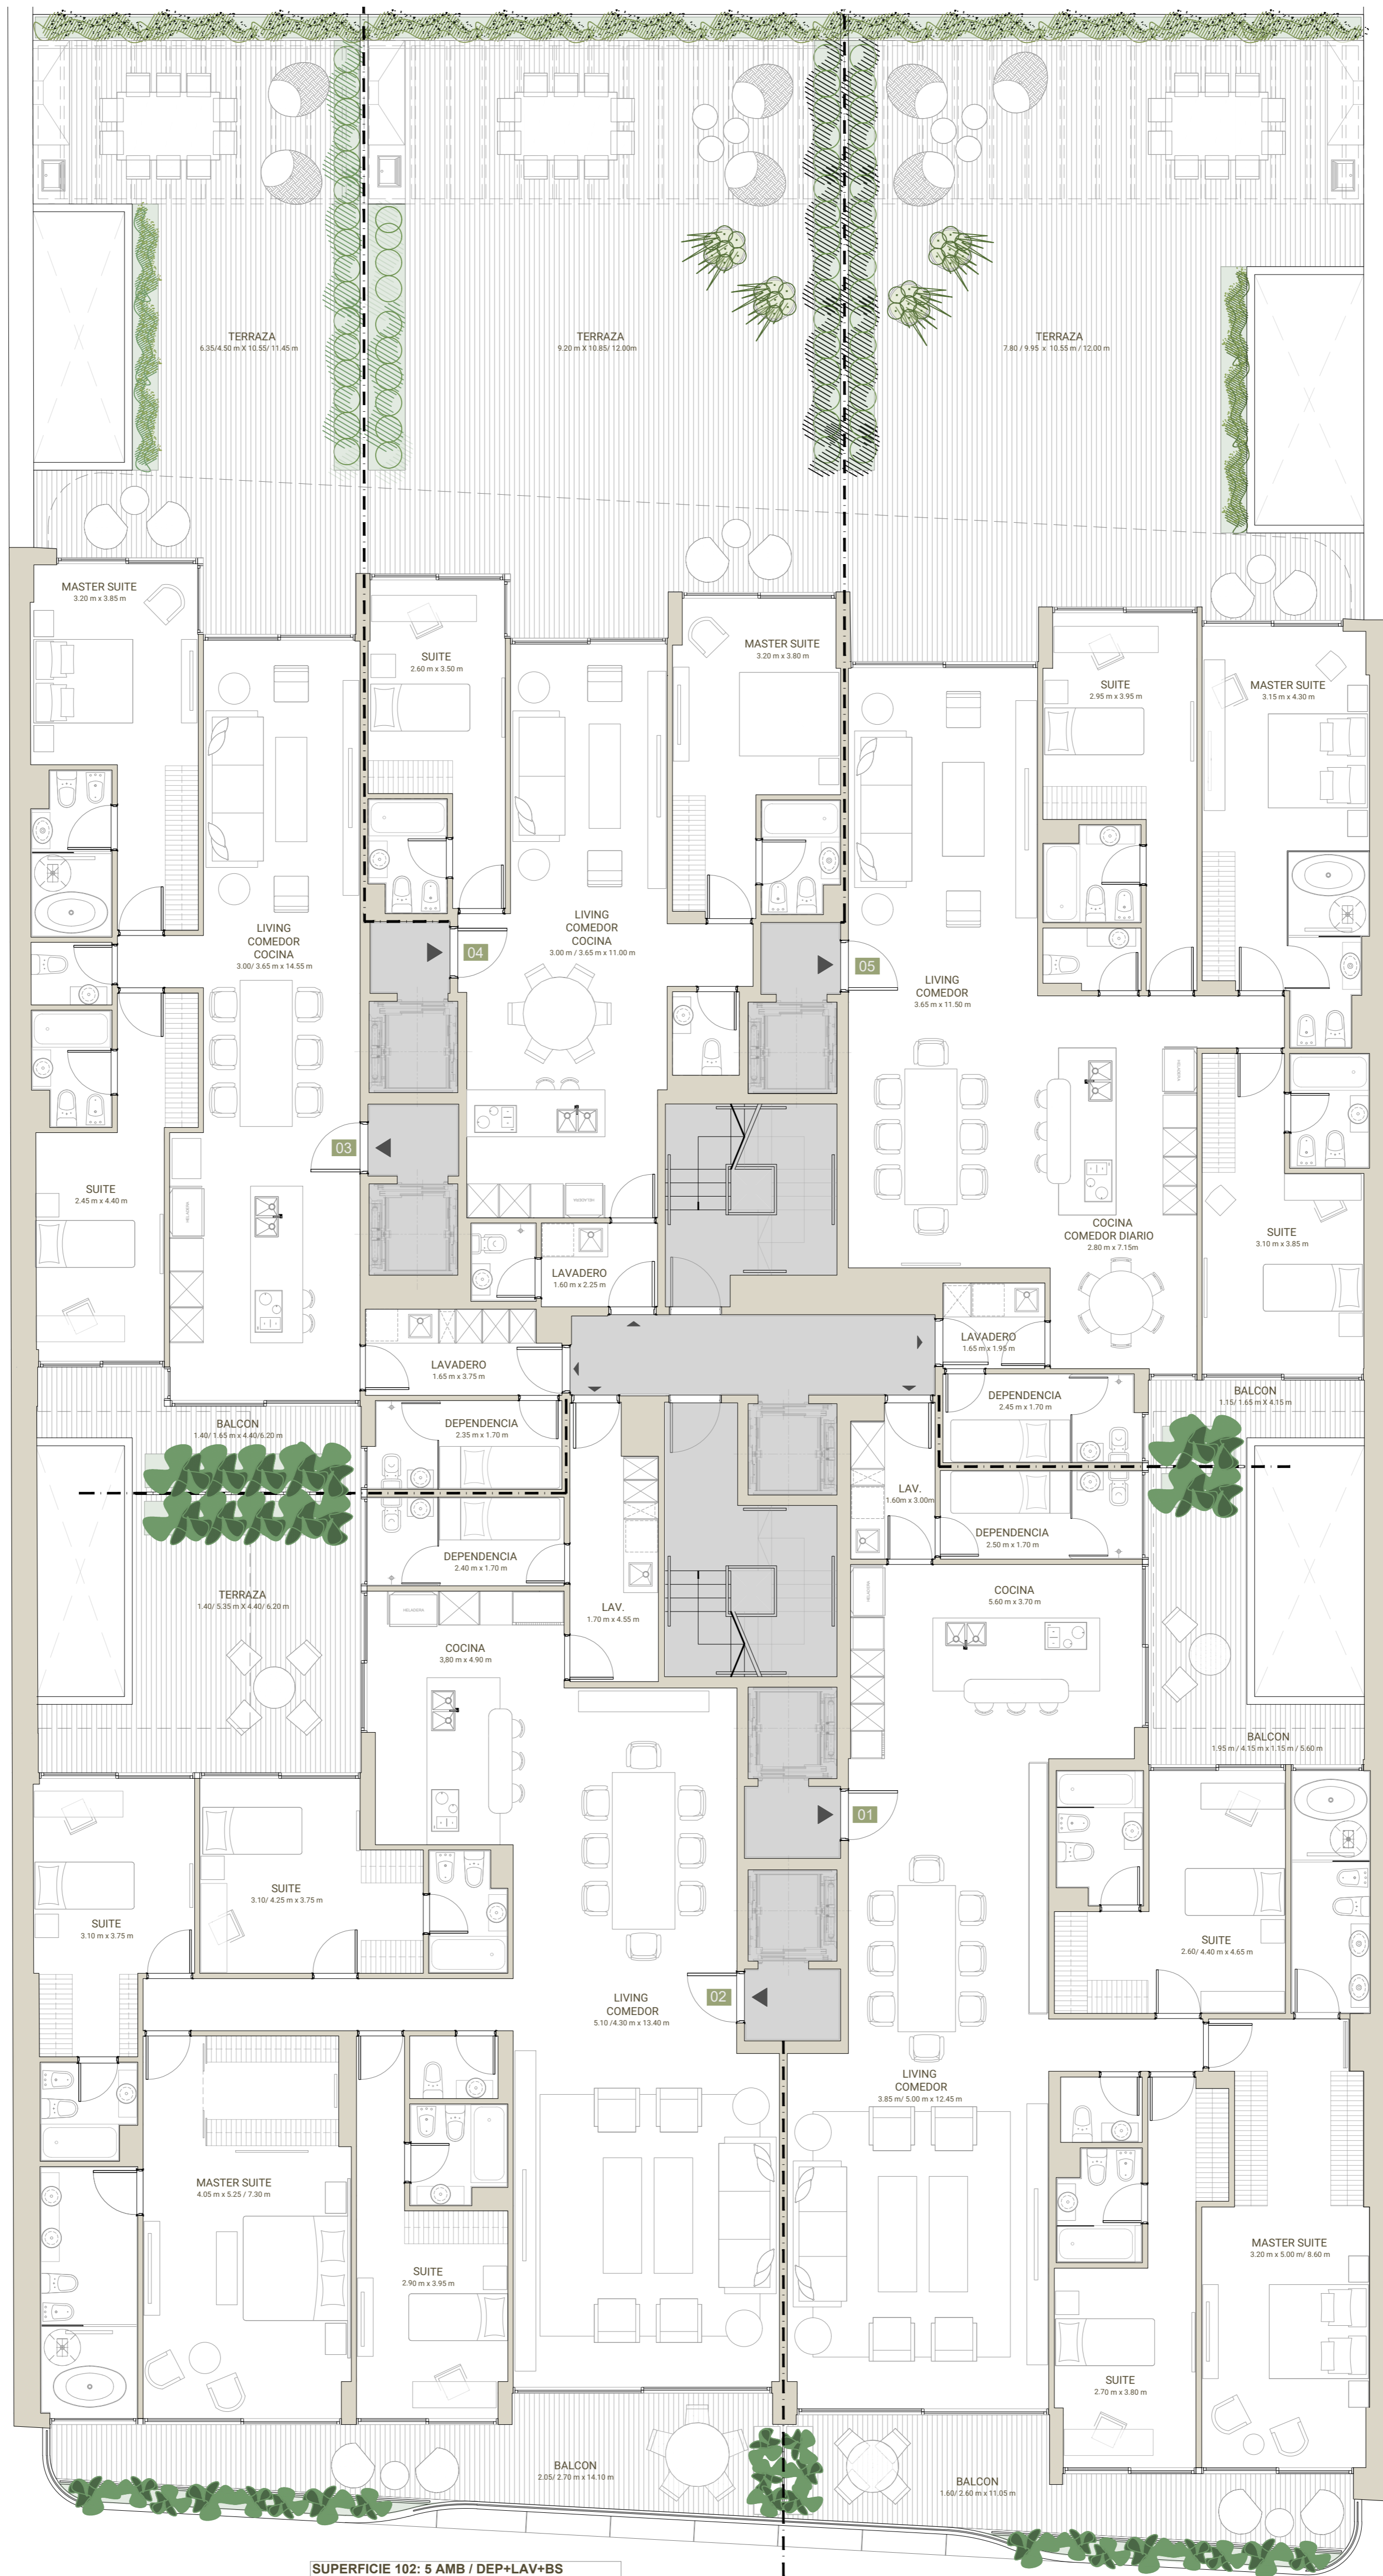 TERRAZA
6.35/4.50 m X 10.55/ 11.45 m
TERRAZA
9.20 m X 10.85/ 12.00m
TERRAZA
7.80 / 9.95 x 10.55 m / 12.00 m
MASTER SUITE
3.20 m x 3.85 m
SUITE
2.60 m x 3.50 m
MASTER SUITE
3.20 m x 3.80 m
SUITE
2.95 m x 3.95 m
MASTER SUITE
3.15 m x 4.30 m
LIVING
COMEDOR
COCINA
3.00/ 3.65 m x 14.55 m
04
LIVING
COMEDOR
COCINA
3.00 m / 3.65 m x 11.00 m
05
LIVING
COMEDOR
3.65 m x 11.50 m
HELADERA
03
SUITE
2.45 m x 4.40 m
HELADERA
HELADERA
COCINA
COMEDOR DIARIO
2.80 m x 7.15m
SUITE
3.10 m x 3.85 m
LAVADERO
1.60 m x 2.25 m
LAVADERO
1.65 m x 3.75 m
LAVADERO
1.65 m x 1.95 m
BALCON
1.40/ 1.65 m x 4.40/6.20 m
DEPENDENCIA
2.35 m x 1.70 m
DEPENDENCIA
2.45 m x 1.70 m
BALCON
1.15/ 1.65 m X 4.15 m
LAV.
1.60m x 3.00m
DEPENDENCIA
2.40 m x 1.70 m
DEPENDENCIA
2.50 m x 1.70 m
TERRAZA
1.40/ 5.35 m X 4.40/ 6.20 m
HELADERA
LAV.
1.70 m x 4.55 m
HELADERA
COCINA
5.60 m x 3.70 m
COCINA
3,80 m x 4.90 m
BALCON
1.95 m / 4.15 m x 1.15 m / 5.60 m
01
SUITE
3.10/ 4.25 m x 3.75 m
SUITE
3.10 m x 3.75 m
SUITE
2.60/ 4.40 m x 4.65 m
02
LIVING
COMEDOR
5.10 /4.30 m x 13.40 m
LIVING
COMEDOR
3.85 m/ 5.00 m x 12.45 m
MASTER SUITE
4.05 m x 5.25 / 7.30 m
SUITE
2.90 m x 3.95 m
MASTER SUITE
3.20 m x 5.00 m/ 8.60 m
SUITE
2.70 m x 3.80 m
BALCON
2.05/ 2.70 m x 14.10 m
BALCON
1.60/ 2.60 m x 11.05 m
SUPERFICIE 102: 5 AMB / DEP+LAV+BS